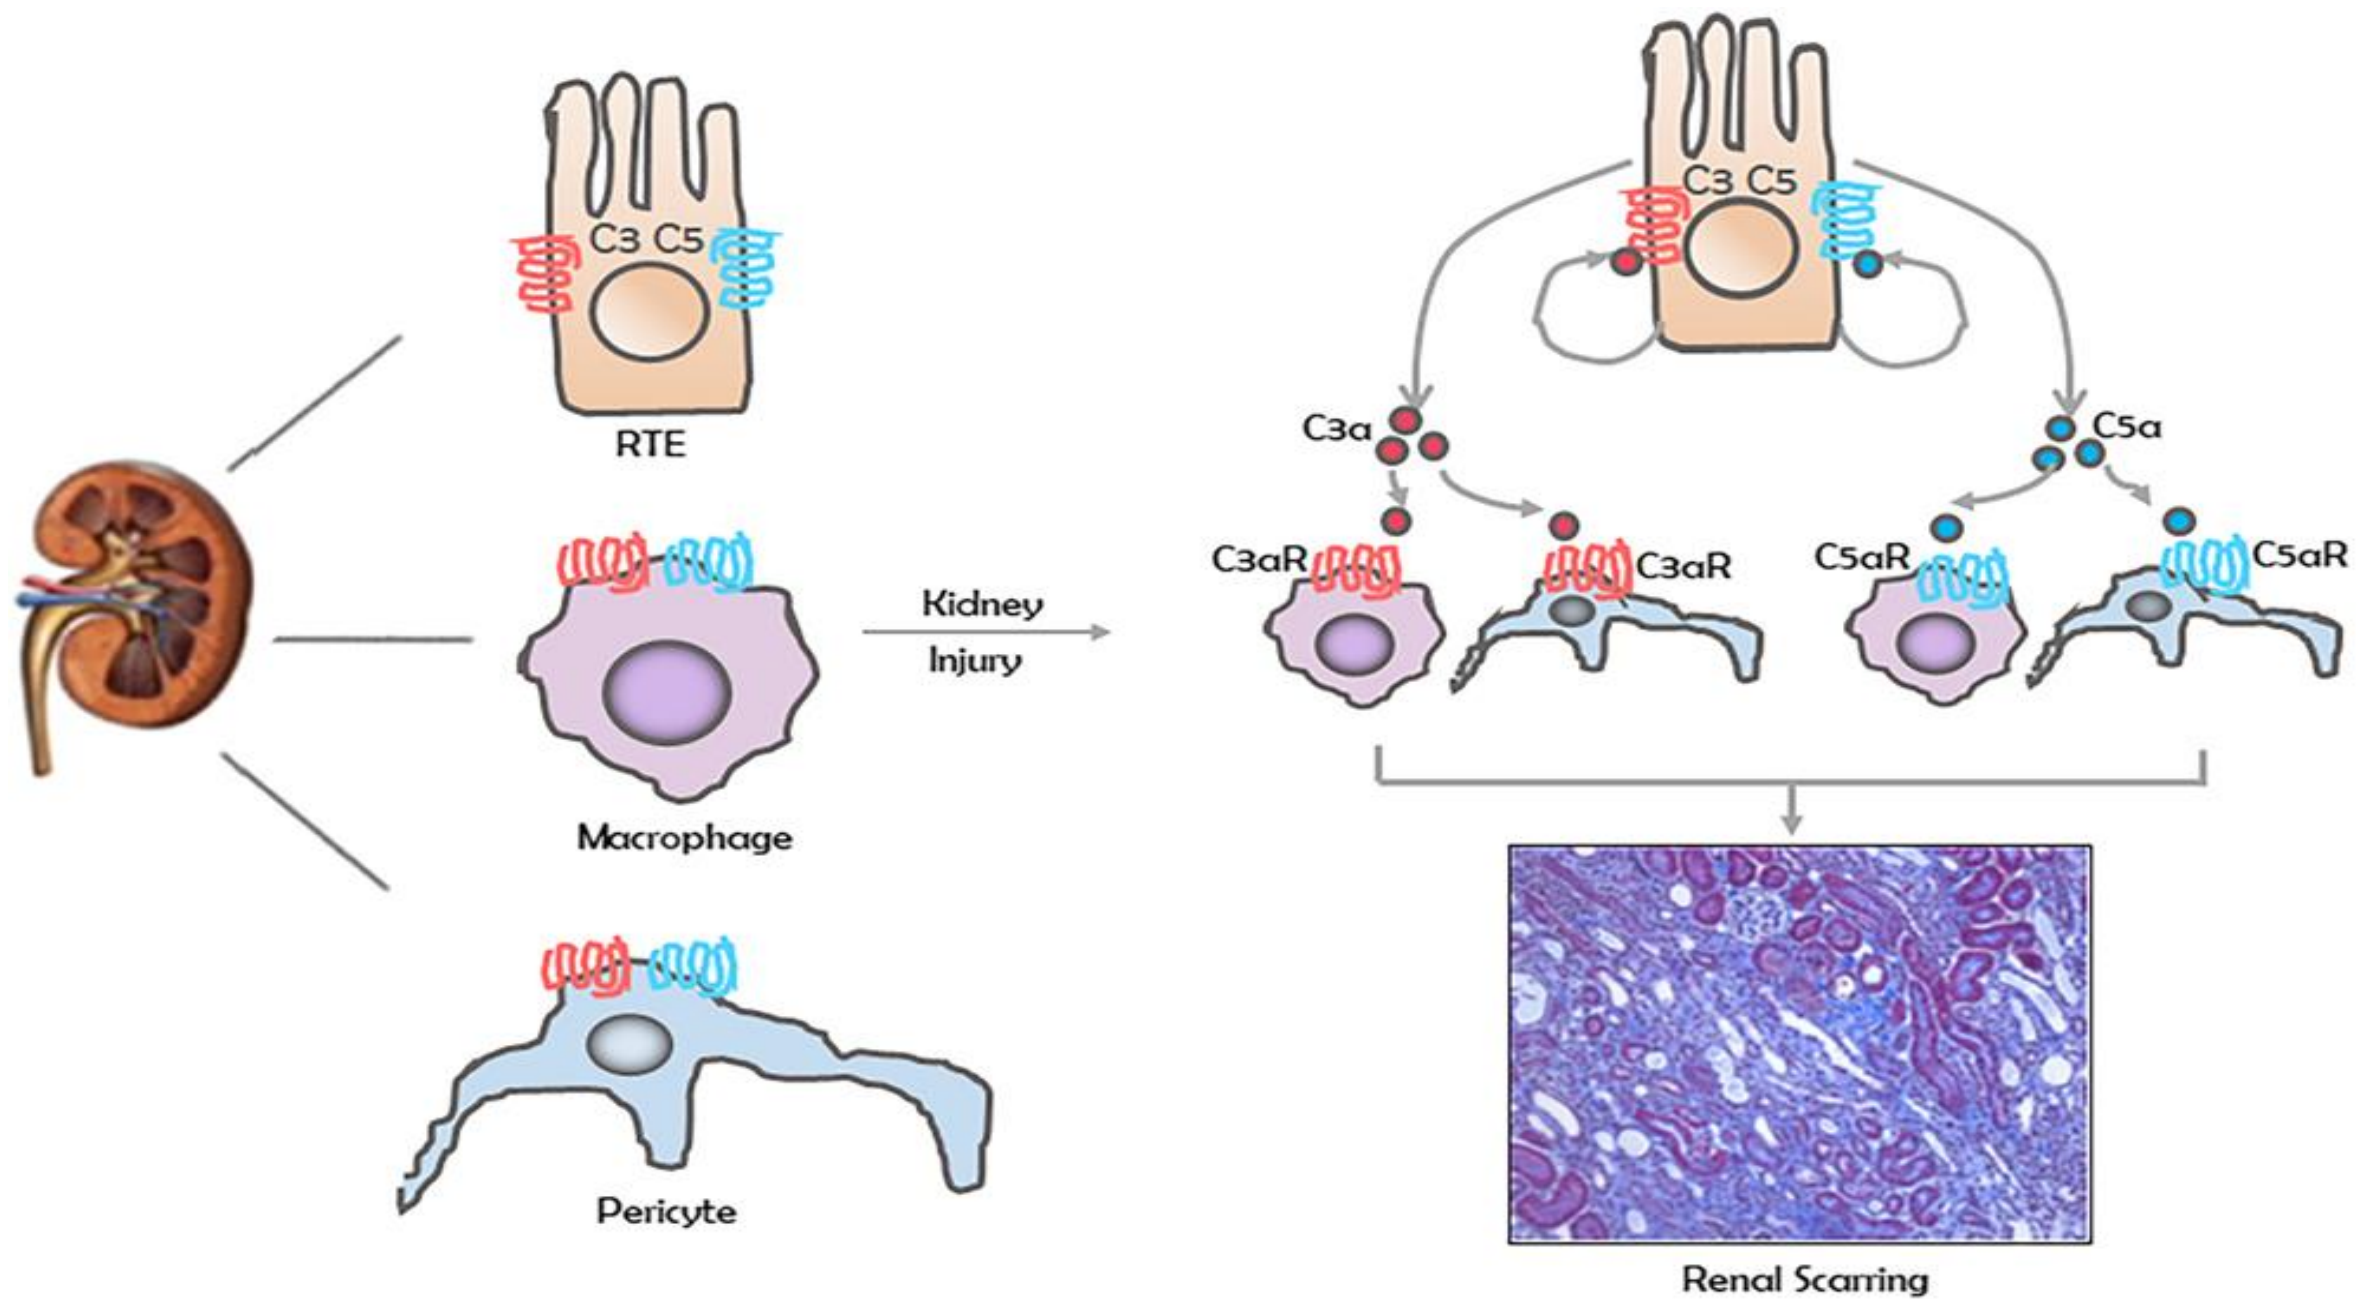 C3 C5
RTE
Macrophage
Pericyte
Kidney
Injury
C3 C5
C3a
C5a
C3aR
C3aR
C5aR
C5aR
Renal Scarring